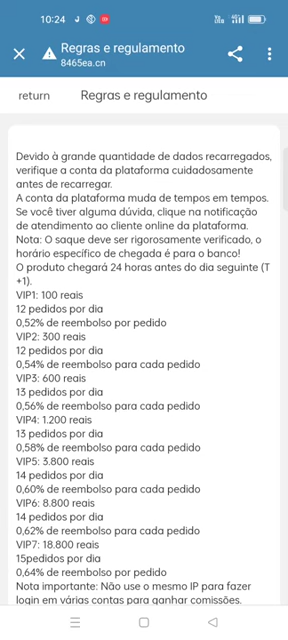 10:24
Regras e regulamento
8465ea.cn
return
Regras e regulamento
Devido à grande quantidade de dados recarregados,
verifique a conta da plataforma cuidadosamente
antes de recarregar.
A conta da plataforma muda de tempos em tempos.
Se você tiver alguma dúvida, clique na notificação
de atendimento ao cliente online da plataforma.
Nota: O saque deve ser rigorosamente verificado, o
horário específico de chegada é para o banco!
O produto chegará 24 horas antes do dia seguinte (T
+1).
VIP1: 100 reais
12 pedidos por dia
0,52% de reembolso por pedido
VIP2: 300 reais
12 pedidos por dia
0,54% de reembolso para cada pedido
VIP3: 600 reais
13 pedidos por dia
0,56% de reembolso para cada pedido
VIP4: 1.200 reais
13 pedidos por dia
0,58% de reembolso para cada pedido
VIP5: 3.800 reais
14 pedidos por dia
0,60% de reembolso para cada pedido
VIP6: 8.800 reais
14 pedidos por dia
0,62% de reembolso para cada pedido
VIP7: 18.800 reais
15pedidos por dia
0,64% de reembolso por pedido
Nota importante: Não use o mesmo IP para fazer
login em várias contas para ganhar comissões.